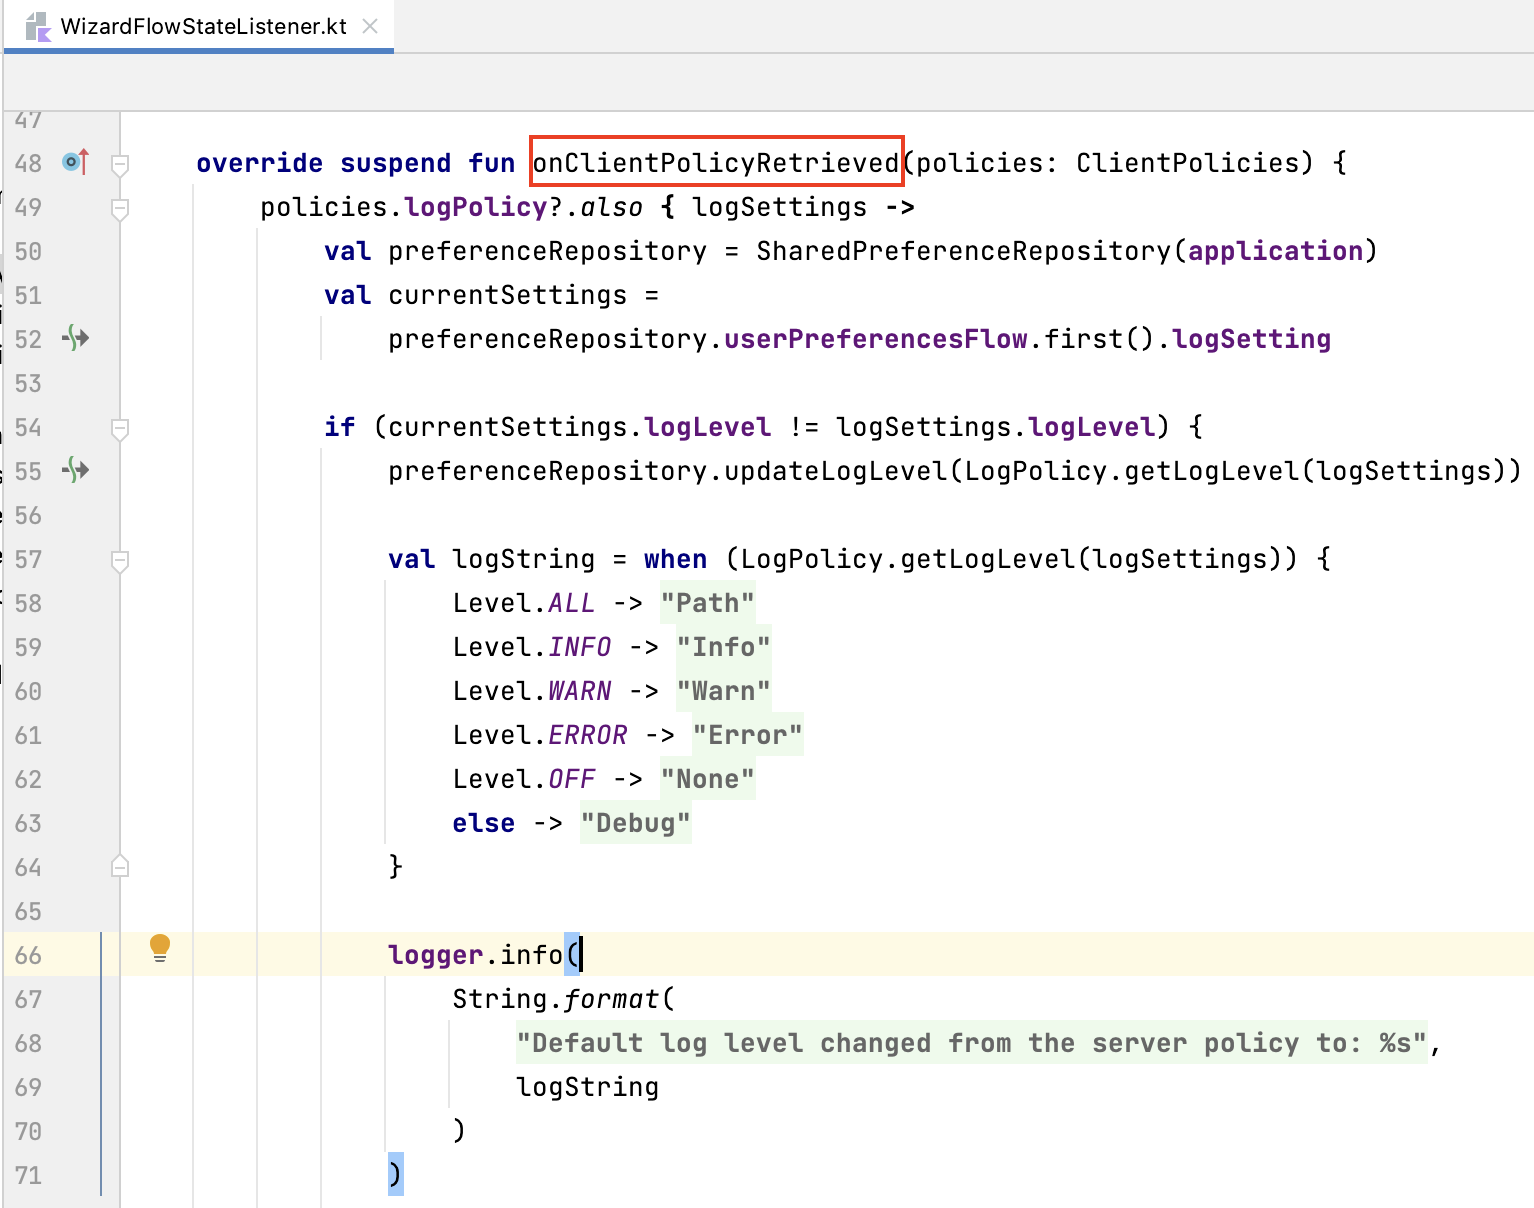 WizardFlowStateListener.kt
47
48 override suspend fun onClientPolicyRetrieved(policies: ClientPolicies) {
49 policies.logPolicy?.also { logSettings ->
50 val preferenceRepository = SharedPreferenceRepository(application)
51 val currentSettings =
52 preferenceRepository.userPreferencesFlow.first().logSetting
53
54 if (currentSettings.logLevel != logSettings.logLevel) {
55 preferenceRepository.updateLogLevel(LogPolicy.getLogLevel(logSettings))
56
57 val logString = when (LogPolicy.getLogLevel(logSettings)) {
58 Level.ALL -> "Path"
59 Level.INFO -> "Info"
60 Level.WARN -> "Warn"
61 Level.ERROR -> "Error"
62 Level.OFF -> "None"
63 else -> "Debug"
64 }
65
66 logger.info(
67 String.format(
68 "Default log level changed from the server policy to: %s",
69 logString
70 )
71 )